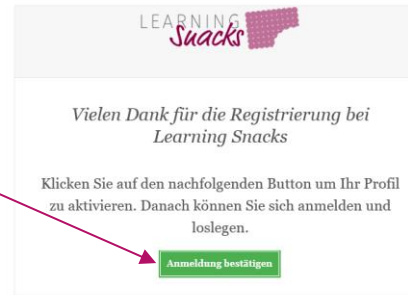 LEARNING
Snacks
Vielen Dank für die Registrierung bei
Learning Snacks
Klicken Sie auf den nachfolgenden Button um Ihr Profil
zu aktivieren. Danach können Sie sich anmelden und
loslegen.
Anmeldung bestätigen